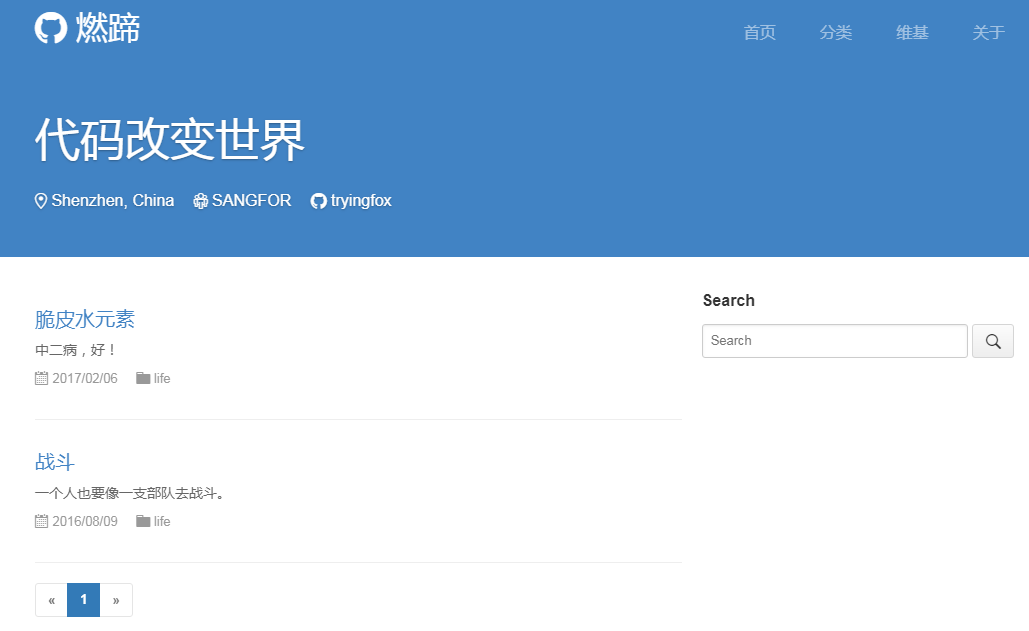 燃蹄 首页 分类 维基 关于
代码改变世界
Shenzhen, China SANGFOR tryingfox
Search
Search
脆皮水元素
中二病，好！
2017/02/06 life
战斗
一个人也要像一支部队去战斗。
2016/08/09 life
« 1 »